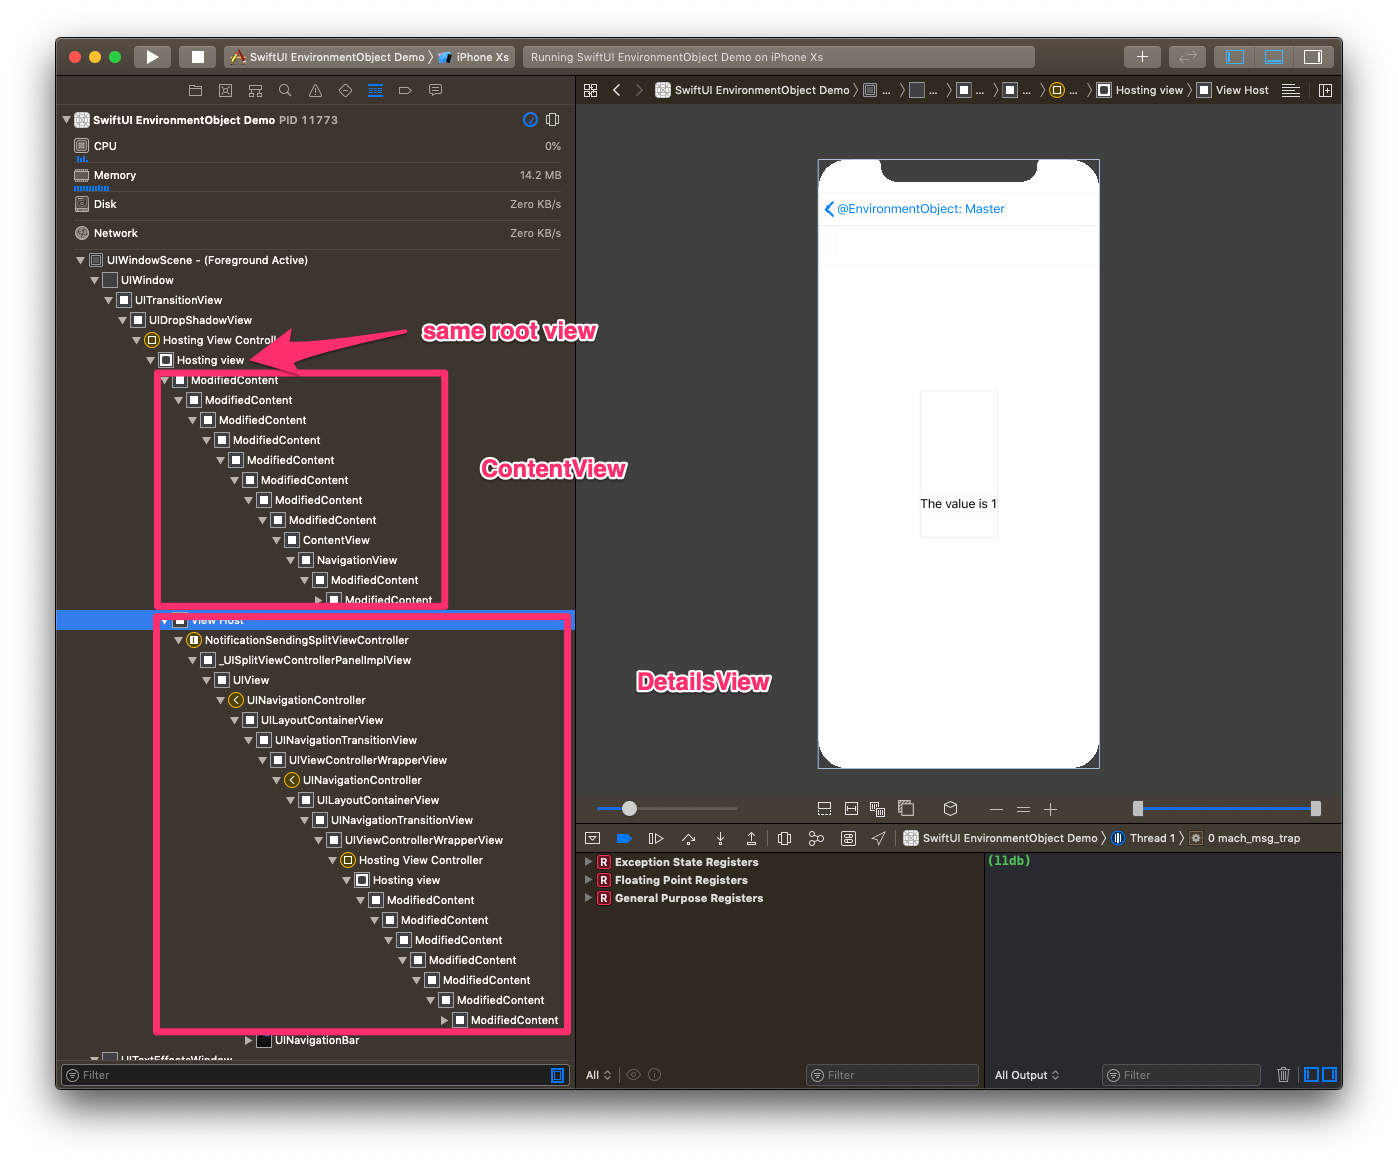 SwiftUI EnvironmentObject Demo iPhone Xs
Running SwiftUI EnvironmentObject Demo on iPhone Xs
SwiftUI EnvironmentObject Demo ... ... ... ... ... Hosting view View Host
SwiftUI EnvironmentObject Demo PID 11773
CPU 0%
Memory 14.2 MB
Disk Zero KB/s
Network Zero KB/s
UIWindowScene - (Foreground Active)
UIWindow
UITransitionView
UIDropShadowView
Hosting View Control
Hosting view
same root view
ModifiedContent
ModifiedContent
ModifiedContent
ModifiedContent
ModifiedContent
ModifiedContent
ModifiedContent
ModifiedContent
ContentView
NavigationView
ModifiedContent
ModifiedContent
ContentView
View Host
NotificationSendingSplitViewController
_UISplitViewControllerPanelImplView
UIView
UINavigationController
UILayoutContainerView
UINavigationTransitionView
UIViewControllerWrapperView
UINavigationController
UILayoutContainerView
UINavigationTransitionView
UIViewControllerWrapperView
Hosting View Controller
Hosting view
ModifiedContent
ModifiedContent
ModifiedContent
ModifiedContent
ModifiedContent
ModifiedContent
ModifiedContent
DetailsView
UINavigationBar
UITextEffectsWindow
Filter
@EnvironmentObject: Master
The value is 1
SwiftUI EnvironmentObject Demo Thread 1 0 mach_msg_trap
R Exception State Registers
R Floating Point Registers
R General Purpose Registers
(lldb)
All Filter
All Output Filter